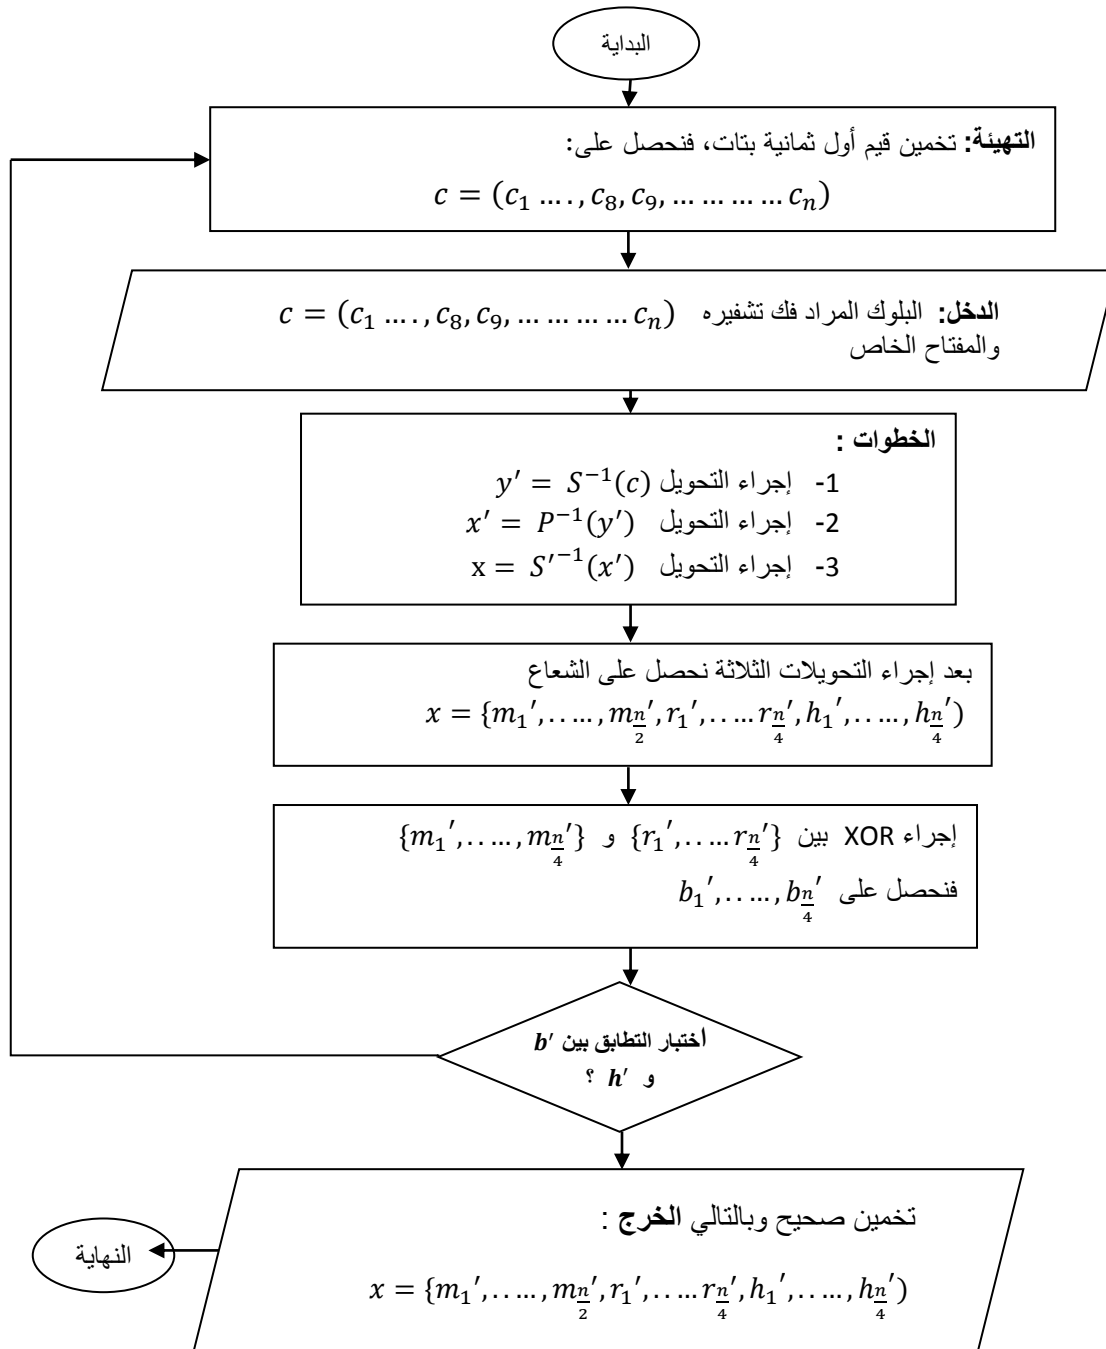 البداية
التهيئة: تخمين قيم أول ثمانية بتات، فنحصل على:
c = (c₁ … . , c₈, c₉, … … … … cₙ)
الدخل: البلوك المراد فك تشفيره c = (c₁ … . , c₈, c₉, … … … … cₙ)
والمفتاح الخاص
الخطوات :
1- إجراء التحويل y′ = S⁻¹(c)
2- إجراء التحويل x′ = P⁻¹(y′)
3- إجراء التحويل x = S′⁻¹(x′)
بعد إجراء التحويلات الثلاثة نحصل على الشعاع
x = {m₁′, . . … , m_{n/2}′, r₁′, . . … r_{n/4}′, h₁′, . . … , h_{n/4}′)
إجراء XOR بين {r₁′, . . … r_{n/4}′} و {m₁′, . . … , m_{n/4}′}
فنحصل على b₁′, . . … , b_{n/4}′
أختبار التطابق بين b′
و h′ ؟
تخمين صحيح وبالتالي الخرج :
النهاية
x = {m₁′, . . … , m_{n/2}′, r₁′, . . … r_{n/4}′, h₁′, . . … , h_{n/4}′)